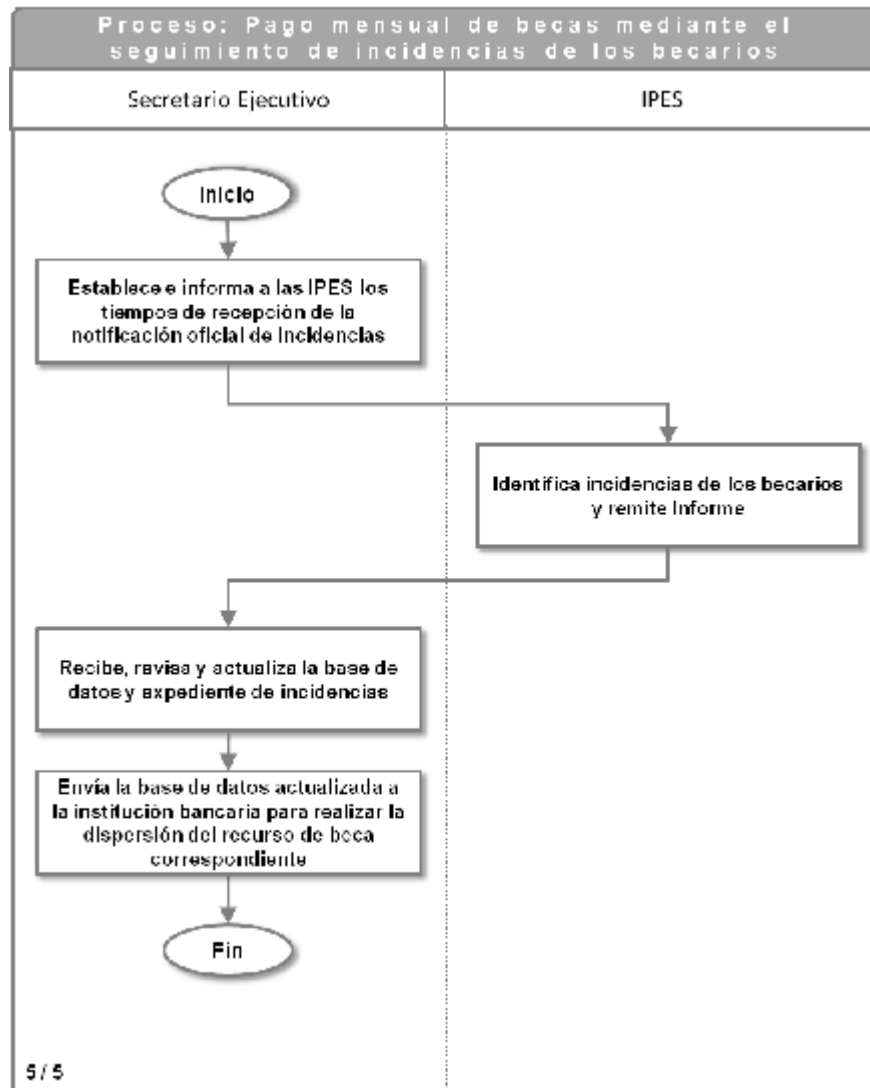 Proceso: Pago mensual de becas mediante el
seguimiento de incidencias de los becarios
Secretario Ejecutivo
IPES
Inicio
Establece e informa a las IPES los
tiempos de recepción de la
notificación oficial de incidencias
Identifica incidencias de los becarios
y remite Informe
Recibe, revisa y actualiza la base de
datos y expediente de incidencias
Envía la base de datos actualizada a
la institución bancaria para realizar la
dispersión del recurso de beca
correspondiente
Fin
5 / 5